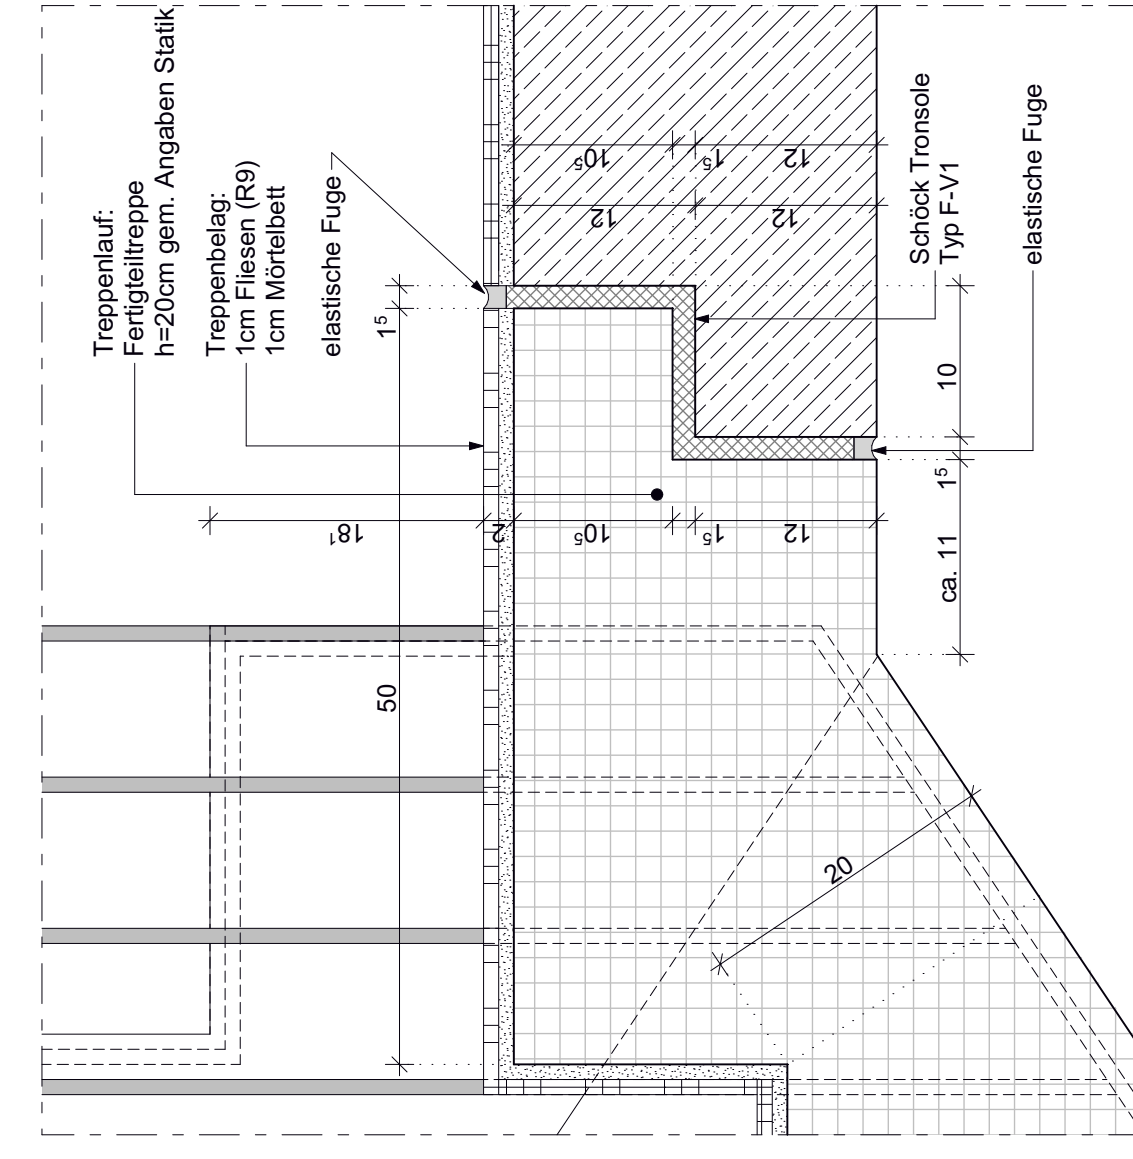 Treppenlauf:
Fertigteiltreppe
h=20cm gem. Angaben Statik
Treppenbelag:
1cm Fliesen (R9)
1cm Mörtelbett
elastische Fuge
Schöck Tronsole
Typ F-V1
elastische Fuge
10⁵
1⁵
12
12
12
1⁵
10
1⁵
ca. 11
18¹
2
10⁵
1⁵
12
50
20